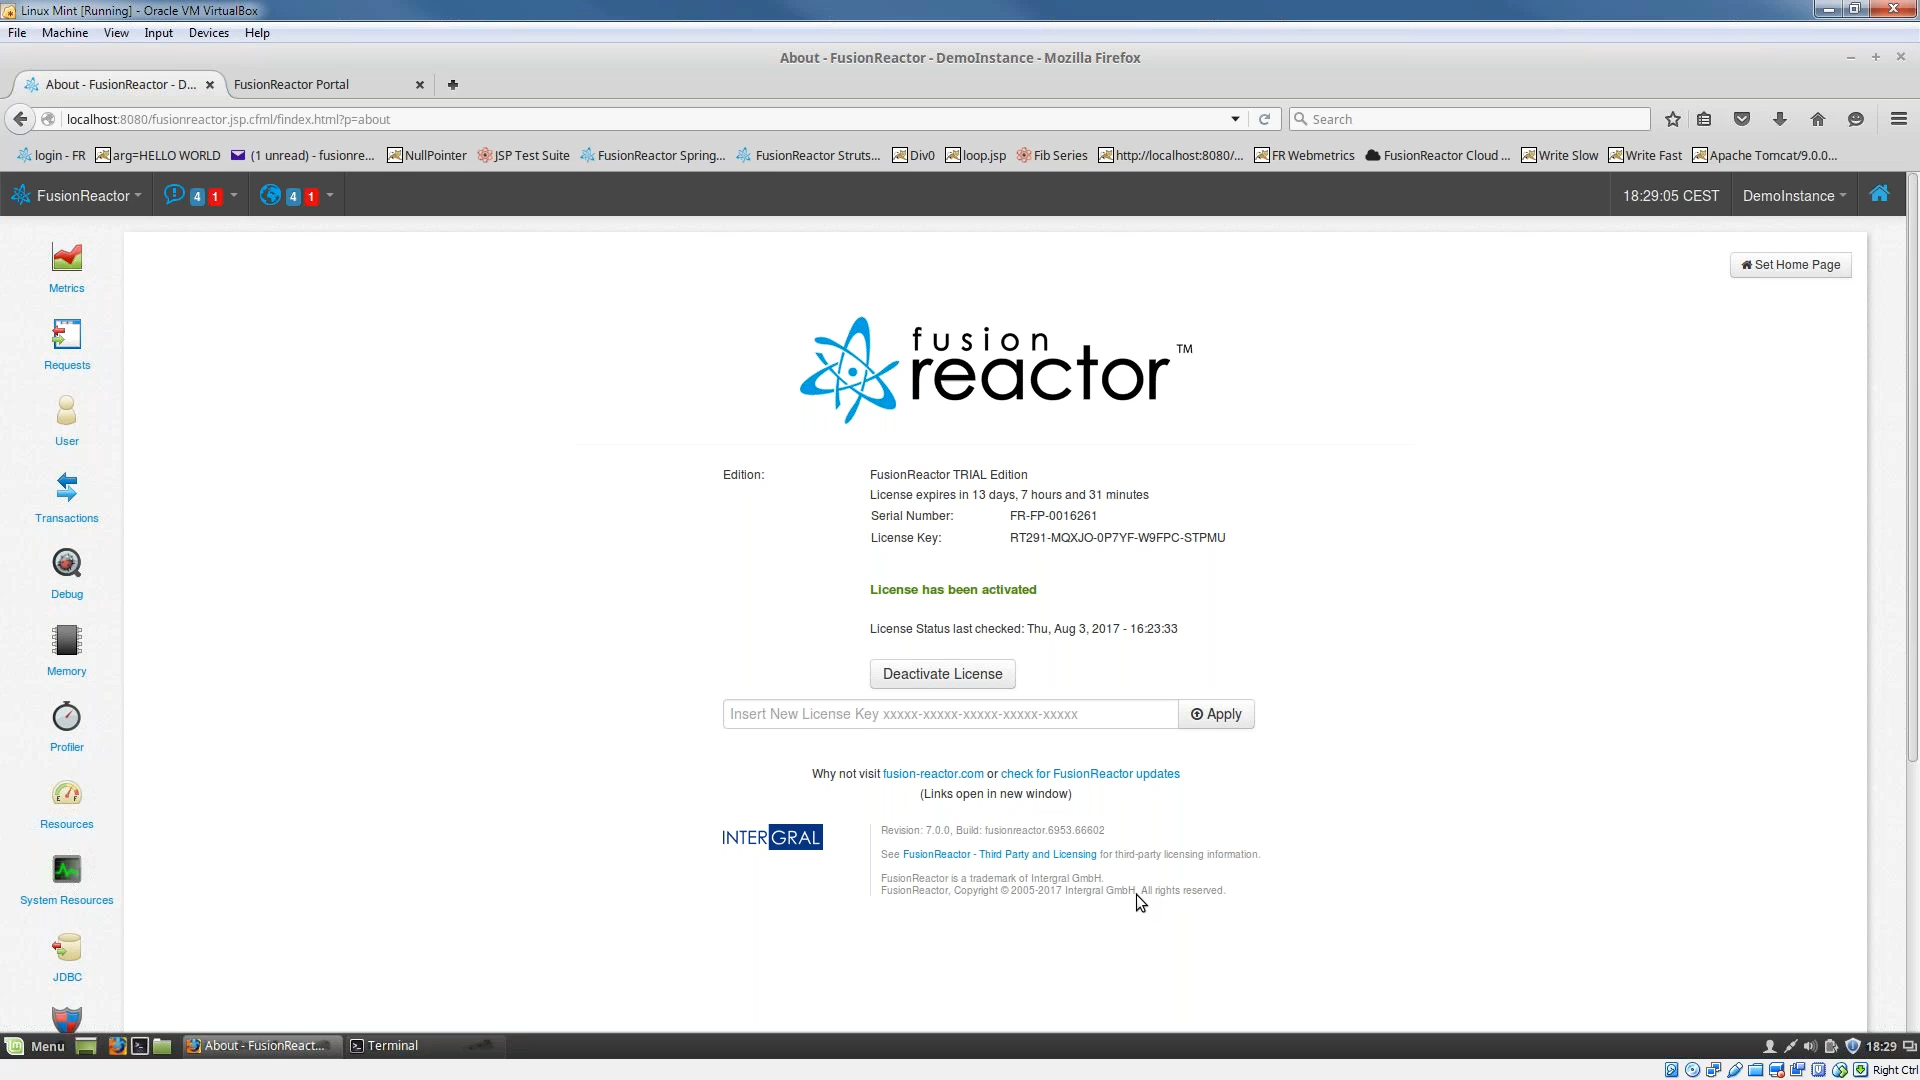 Linux Mint [Running] - Oracle VM VirtualBox
File Machine View Input Devices Help
About - FusionReactor - DemoInstance - Mozilla Firefox
About - FusionReactor - D... FusionReactor Portal
localhost:8080/fusionreactor.jsp.cfml/findex.html?p=about Search
login - FR arg=HELLO WORLD (1 unread) - fusionre... NullPointer JSP Test Suite FusionReactor Spring... FusionReactor Struts... Div0 loop.jsp Fib Series http://localhost:8080/... FR Webmetrics FusionReactor Cloud ... Write Slow Write Fast Apache Tomcat/9.0.0...
FusionReactor 4 1 4 1 18:29:05 CEST DemoInstance
Set Home Page
Metrics
Requests
User
Transactions
Debug
Memory
Profiler
Resources
System Resources
JDBC
fusion
reactor™
Edition: FusionReactor TRIAL Edition
License expires in 13 days, 7 hours and 31 minutes
Serial Number: FR-FP-0016261
License Key: RT291-MQXJO-0P7YF-W9FPC-STPMU
License has been activated
License Status last checked: Thu, Aug 3, 2017 - 16:23:33
Deactivate License
Insert New License Key xxxxx-xxxxx-xxxxx-xxxxx-xxxxx Apply
Why not visit fusion-reactor.com or check for FusionReactor updates
(Links open in new window)
INTERGRAL
Revision: 7.0.0, Build: fusionreactor.6953.66602
See FusionReactor - Third Party and Licensing for third-party licensing information.
FusionReactor is a trademark of Intergral GmbH.
FusionReactor, Copyright © 2005-2017 Intergral GmbH. All rights reserved.
Menu About - FusionReact... Terminal 18:29
Right Ctrl